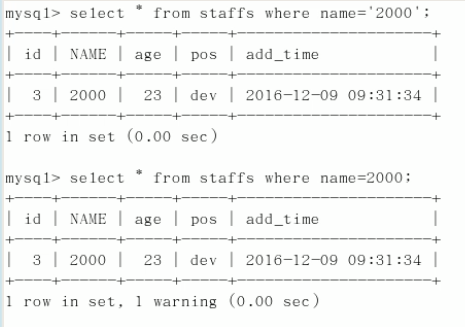 mysql> select * from staffs where name='2000';
+----+------+-----+-----+---------------------+
| id | NAME | age | pos | add_time            |
+----+------+-----+-----+---------------------+
|  3 | 2000 |  23 | dev | 2016-12-09 09:31:34 |
+----+------+-----+-----+---------------------+
1 row in set (0.00 sec)

mysql> select * from staffs where name=2000;
+----+------+-----+-----+---------------------+
| id | NAME | age | pos | add_time            |
+----+------+-----+-----+---------------------+
|  3 | 2000 |  23 | dev | 2016-12-09 09:31:34 |
+----+------+-----+-----+---------------------+
1 row in set, 1 warning (0.00 sec)